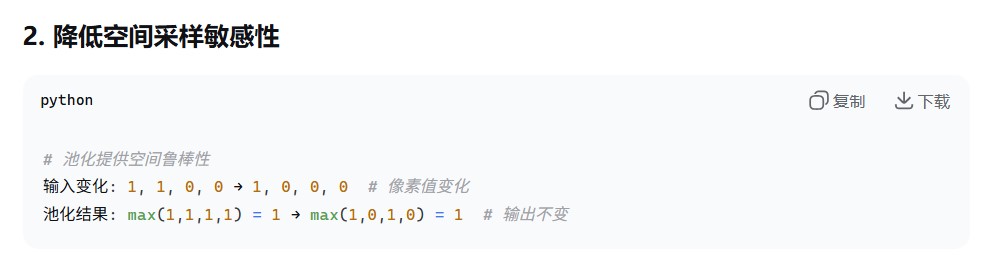 2. 降低空间采样敏感性
python
复制
下载
# 池化提供空间鲁棒性
输入变化: 1, 1, 0, 0 → 1, 0, 0, 0  # 像素值变化
池化结果: max(1,1,1,1) = 1 → max(1,0,1,0) = 1  # 输出不变